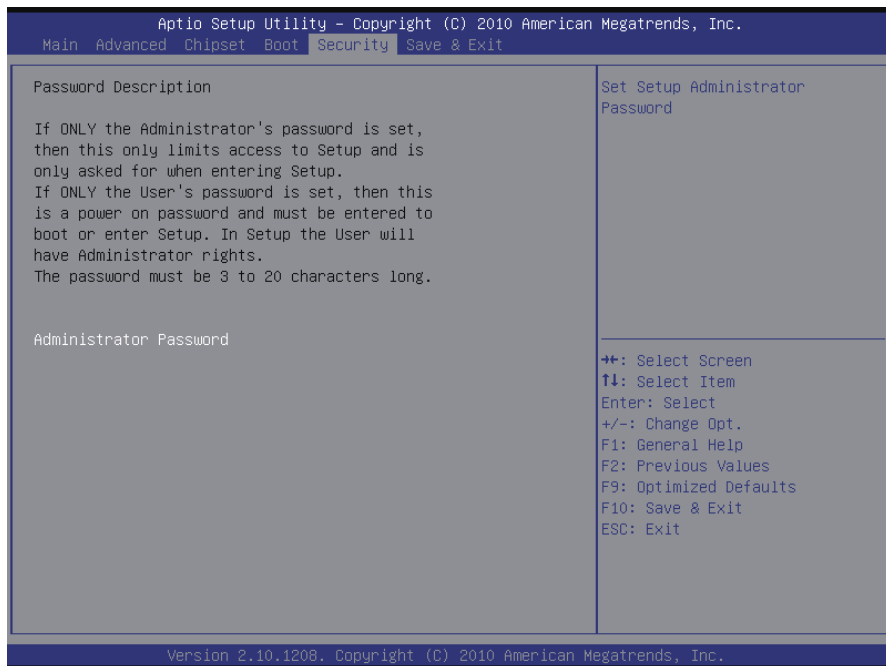 Aptio Setup Utility – Copyright (C) 2010 American Megatrends, Inc.
Main Advanced Chipset Boot Security Save & Exit
Password Description
If ONLY the Administrator's password is set,
then this only limits access to Setup and is
only asked for when entering Setup.
If ONLY the User's password is set, then this
is a power on password and must be entered to
boot or enter Setup. In Setup the User will
have Administrator rights.
The password must be 3 to 20 characters long.
Administrator Password
Set Setup Administrator
Password
→←: Select Screen
↑↓: Select Item
Enter: Select
+/-: Change Opt.
F1: General Help
F2: Previous Values
F9: Optimized Defaults
F10: Save & Exit
ESC: Exit
Version 2.10.1208. Copyright (C) 2010 American Megatrends, Inc.